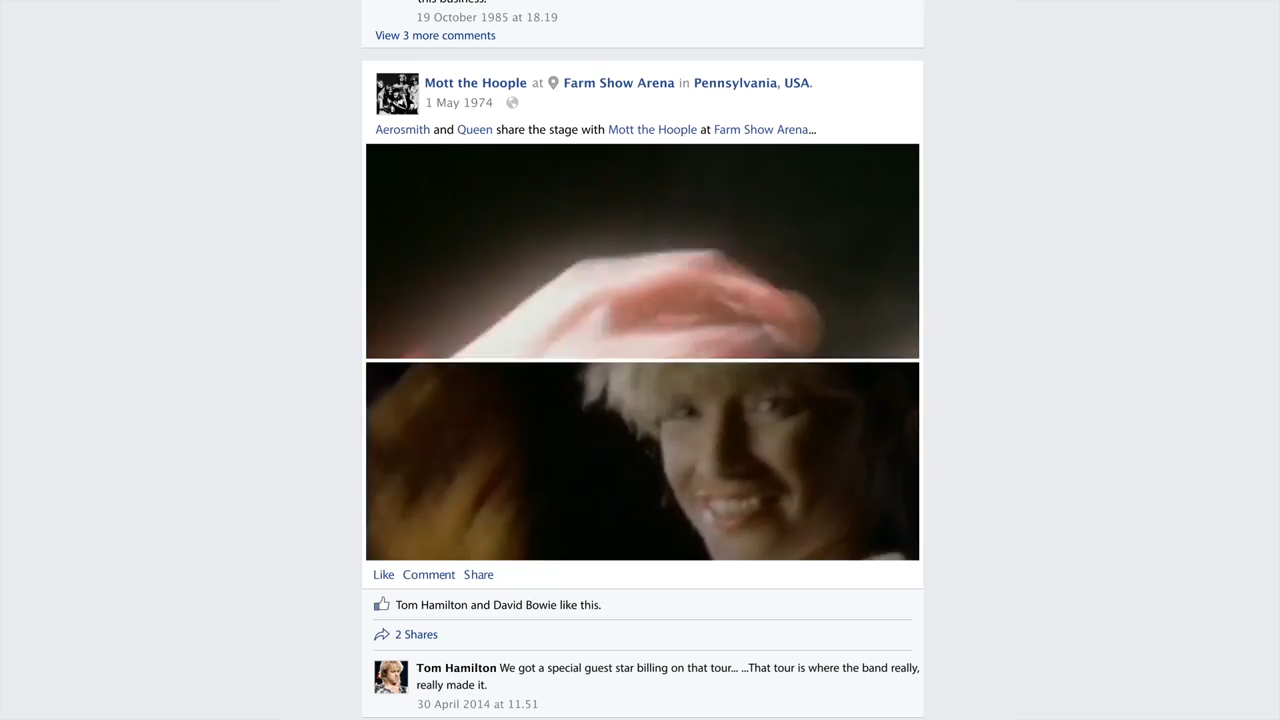 this business.
19 October 1985 at 18.19
View 3 more comments
Mott the Hoople at Farm Show Arena in Pennsylvania, USA.
1 May 1974
Aerosmith and Queen share the stage with Mott the Hoople at Farm Show Arena...
Like Comment Share
Tom Hamilton and David Bowie like this.
2 Shares
Tom Hamilton We got a special guest star billing on that tour... ...That tour is where the band really,
really made it.
30 April 2014 at 11.51